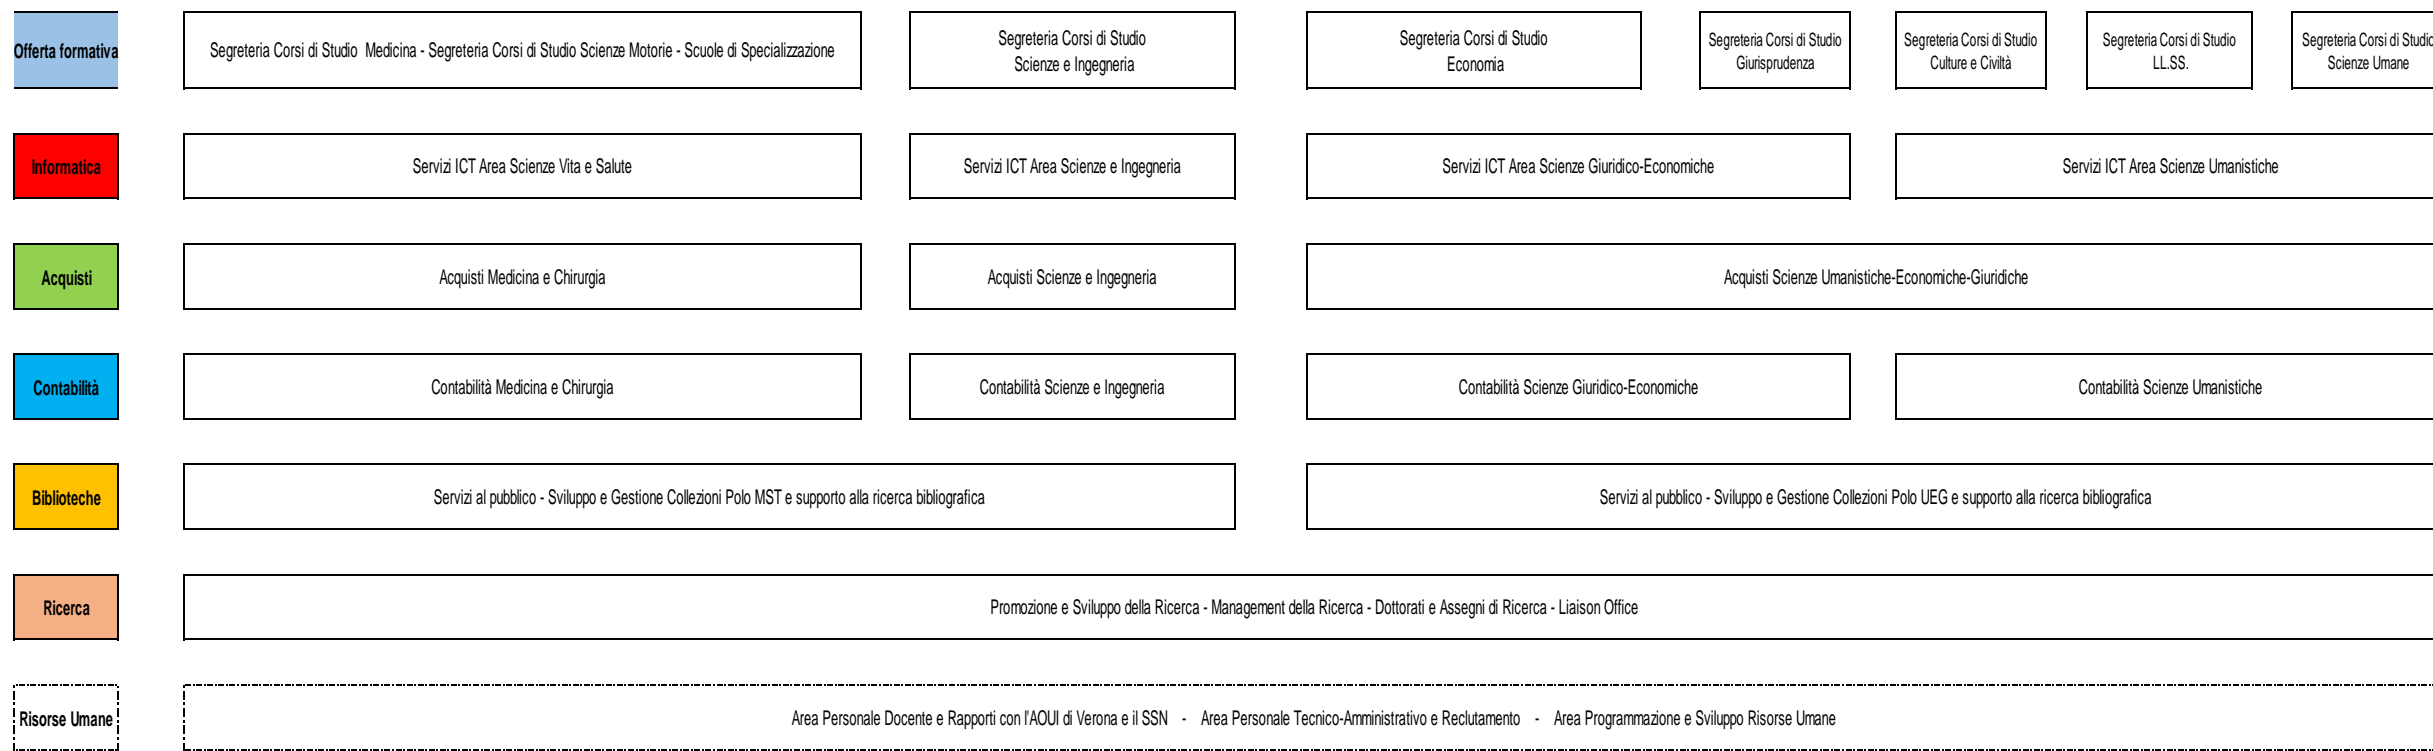 Offerta formativa
Segreteria Corsi di Studio  Medicina - Segreteria Corsi di Studio Scienze Motorie - Scuole di Specializzazione
Segreteria Corsi di Studio
Scienze e Ingegneria
Segreteria Corsi di Studio
Economia
Segreteria Corsi di Studio
Giurisprudenza
Segreteria Corsi di Studio
Culture e Civiltà
Segreteria Corsi di Studio
LL.SS.
Segreteria Corsi di Studio
Scienze Umane
Informatica
Servizi ICT Area Scienze Vita e Salute
Servizi ICT Area Scienze e Ingegneria
Servizi ICT Area Scienze Giuridico-Economiche
Servizi ICT Area Scienze Umanistiche
Acquisti
Acquisti Medicina e Chirurgia
Acquisti Scienze e Ingegneria
Acquisti Scienze Umanistiche-Economiche-Giuridiche
Contabilità
Contabilità Medicina e Chirurgia
Contabilità Scienze e Ingegneria
Contabilità Scienze Giuridico-Economiche
Contabilità Scienze Umanistiche
Biblioteche
Servizi al pubblico - Sviluppo e Gestione Collezioni Polo MST e supporto alla ricerca bibliografica
Servizi al pubblico - Sviluppo e Gestione Collezioni Polo UEG e supporto alla ricerca bibliografica
Ricerca
Promozione e Sviluppo della Ricerca - Management della Ricerca - Dottorati e Assegni di Ricerca - Liaison Office
Risorse Umane
Area Personale Docente e Rapporti con l'AOUI di Verona e il SSN - Area Personale Tecnico-Amministrativo e Reclutamento - Area Programmazione e Sviluppo Risorse Umane